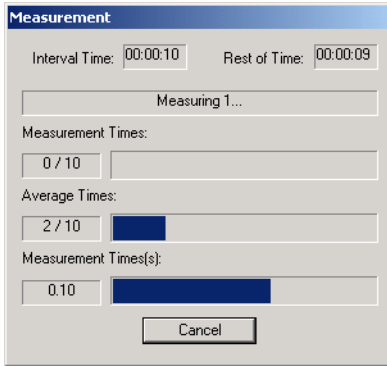 Measurement
Interval Time: 00:00:10 Rest of Time: 00:00:09
Measuring 1...
Measurement Times:
0 / 10
Average Times:
2 / 10
Measurement Times(s):
0.10
Cancel